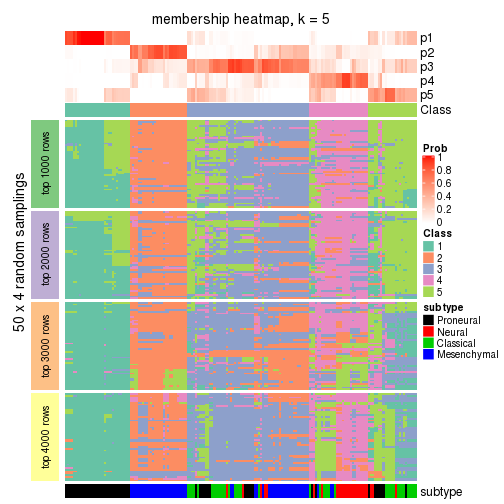 membership heatmap, k = 5
p1
p2
p3
p4
p5
Class
50 x 4 random samplings
top 1000 rows
top 2000 rows
top 3000 rows
top 4000 rows
Prob
1
0.8
0.6
0.4
0.2
0
Class
1
2
3
4
5
subtype
Proneural
Neural
Classical
Mesenchymal
subtype